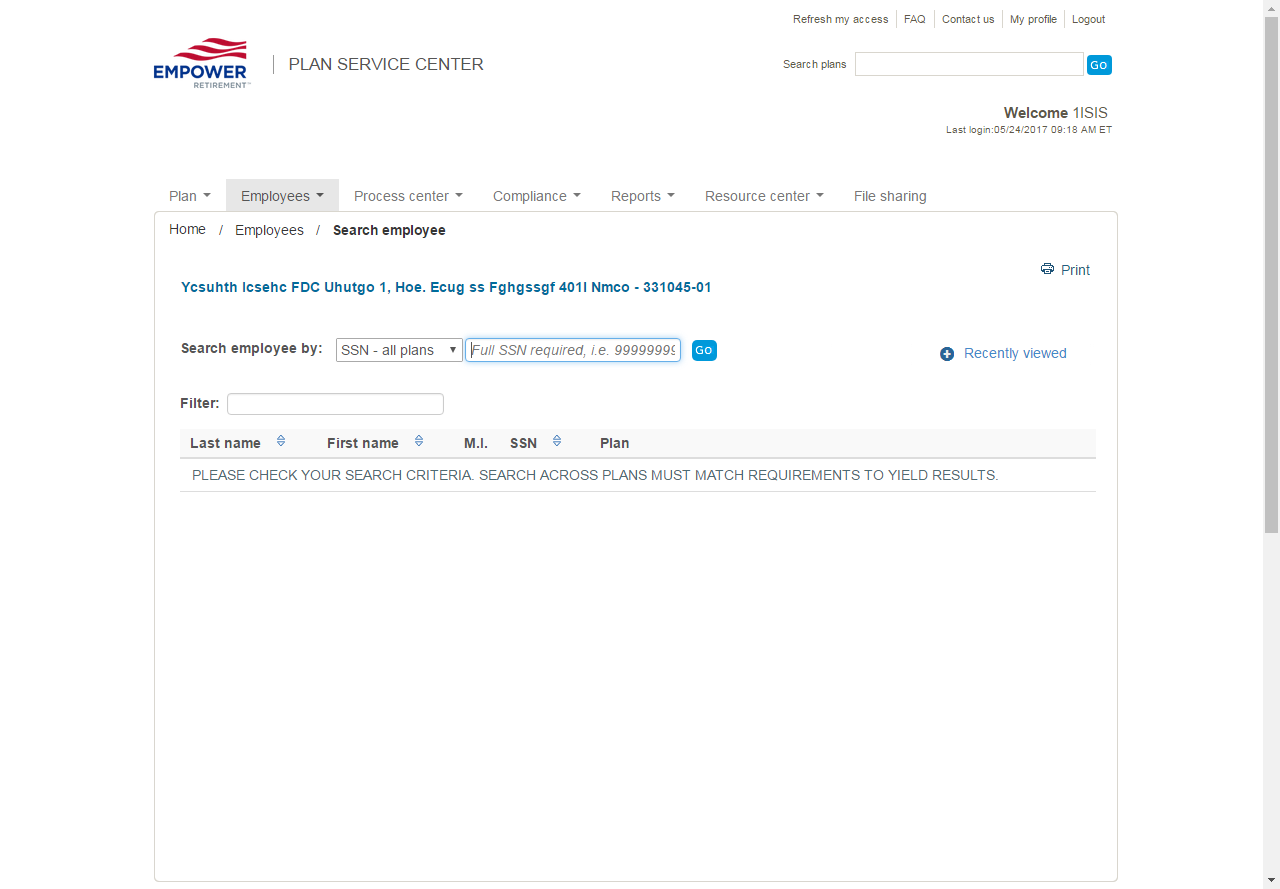 Refresh my access FAQ Contact us My profile Logout
EMPOWER
RETIREMENT™
PLAN SERVICE CENTER
Search plans Go
Welcome 1ISIS
Last login:05/24/2017 09:18 AM ET
Plan Employees Process center Compliance Reports Resource center File sharing
Home / Employees / Search employee
Print
Ycsuhth Icsehc FDC Uhutgo 1, Hoe. Ecug ss Fghgssgf 401l Nmco - 331045-01
Search employee by: SSN - all plans Full SSN required, i.e. 99999999 Go
Recently viewed
Filter:
Last name First name M.I. SSN Plan
PLEASE CHECK YOUR SEARCH CRITERIA. SEARCH ACROSS PLANS MUST MATCH REQUIREMENTS TO YIELD RESULTS.